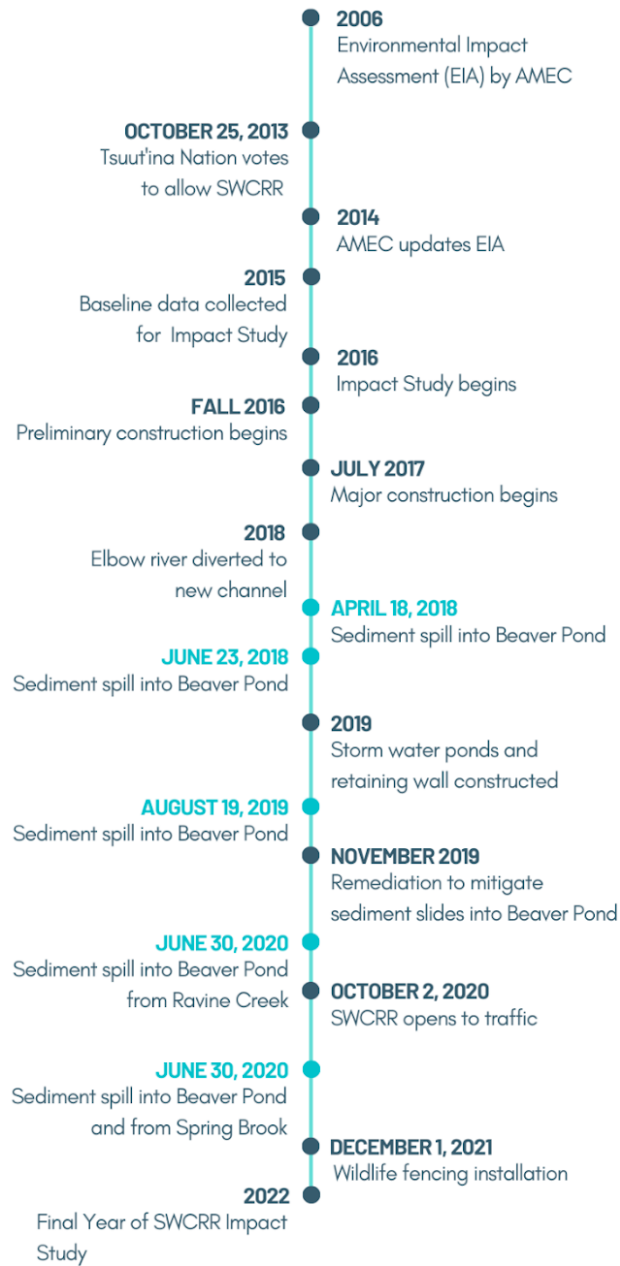 2006
Environmental Impact
Assessment (EIA) by AMEC
OCTOBER 25, 2013
Tsuut'ina Nation votes
to allow SWCRR
2014
AMEC updates EIA
2015
Baseline data collected
for Impact Study
2016
Impact Study begins
FALL 2016
Preliminary construction begins
JULY 2017
Major construction begins
2018
Elbow river diverted to
new channel
APRIL 18, 2018
Sediment spill into Beaver Pond
JUNE 23, 2018
Sediment spill into Beaver Pond
2019
Storm water ponds and
retaining wall constructed
AUGUST 19, 2019
Sediment spill into Beaver Pond
NOVEMBER 2019
Remediation to mitigate
sediment slides into Beaver Pond
JUNE 30, 2020
Sediment spill into Beaver Pond
from Ravine Creek
OCTOBER 2, 2020
SWCRR opens to traffic
JUNE 30, 2020
Sediment spill into Beaver Pond
and from Spring Brook
DECEMBER 1, 2021
Wildlife fencing installation
2022
Final Year of SWCRR Impact
Study